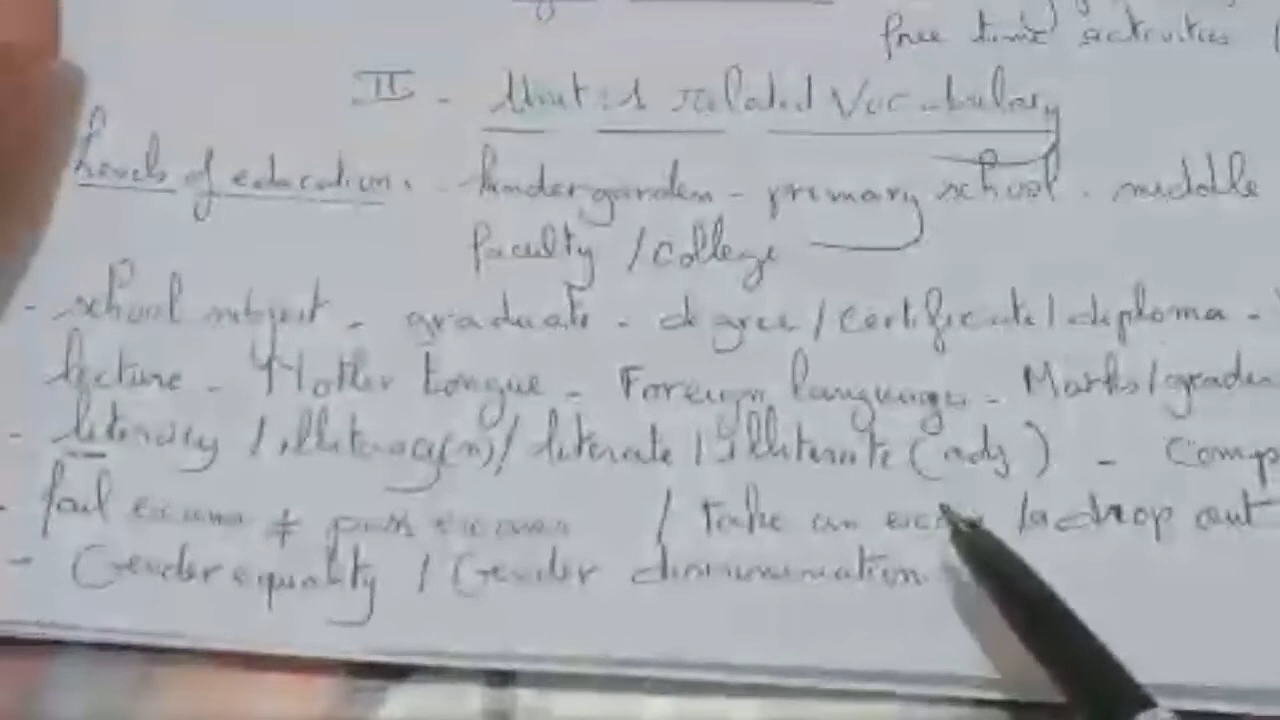 free time activities
II - Unit 1 related Vocabulary
Levels of education. - kindergarden - primary school - middle
faculty / college
- school subject - graduate - degree / certificate / diploma -
lecture - Mother tongue - Foreign language - Marks / grades
- literacy / illiteracy (n) / literate / Illiterate (adj) - Comp
- fail exams ≠ pass exams / Take an exam / a drop out
- Gender equality / Gender discrimination